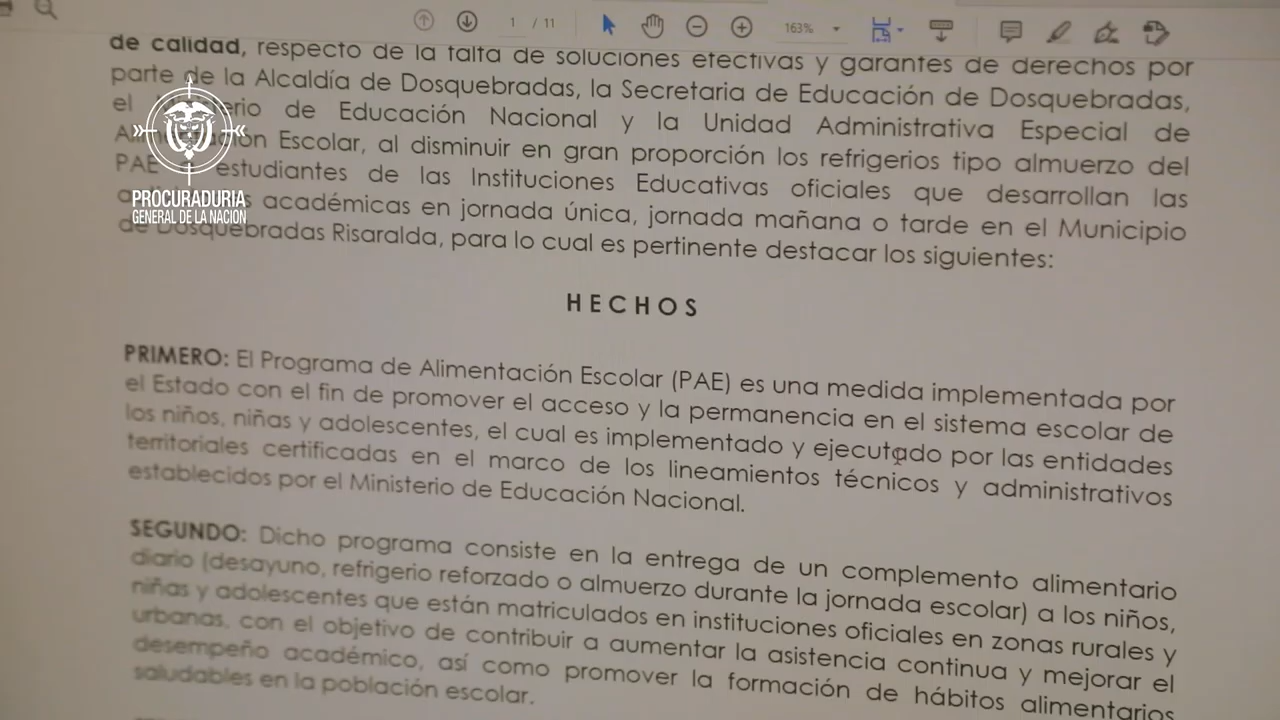 1 / 11
163%
de calidad, respecto de la falta de soluciones efectivas y garantes de derechos por
parte de la Alcaldía de Dosquebradas, la Secretaria de Educación de Dosquebradas,
el de Educación Nacional y la Unidad Administrativa Especial de
Escolar, al disminuir en gran proporción los refrigerios tipo almuerzo del
PAE estudiantes de las Instituciones Educativas oficiales que desarrollan las
académicas en jornada única, jornada mañana o tarde en el Municipio
de Dosquebradas Risaralda, para lo cual es pertinente destacar los siguientes:
PROCURADURIA
GENERAL DE LA NACION
HECHOS
PRIMERO: El Programa de Alimentación Escolar (PAE) es una medida implementada por
el Estado con el fin de promover el acceso y la permanencia en el sistema escolar de
los niños, niñas y adolescentes, el cual es implementado y ejecutado por las entidades
territoriales certificadas en el marco de los lineamientos técnicos y administrativos
establecidos por el Ministerio de Educación Nacional.
SEGUNDO: Dicho programa consiste en la entrega de un complemento alimentario
diario (desayuno, refrigerio reforzado o almuerzo durante la jornada escolar) a los niños,
niñas y adolescentes que están matriculados en instituciones oficiales en zonas rurales y
urbanas, con el objetivo de contribuir a aumentar la asistencia continua y mejorar el
desempeño académico, así como promover la formación de hábitos alimentarios
saludables en la población escolar.